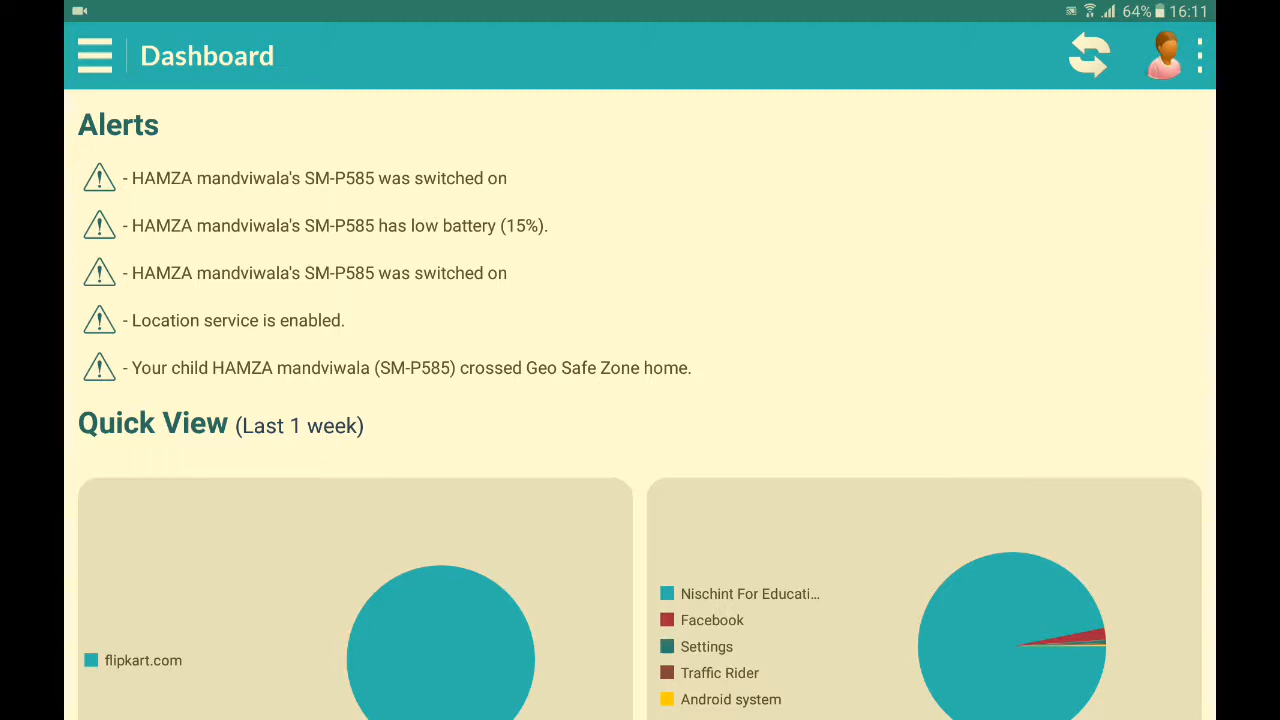 64% 16:11
Dashboard
Alerts
- HAMZA mandviwala's SM-P585 was switched on
- HAMZA mandviwala's SM-P585 has low battery (15%).
- HAMZA mandviwala's SM-P585 was switched on
- Location service is enabled.
- Your child HAMZA mandviwala (SM-P585) crossed Geo Safe Zone home.
Quick View (Last 1 week)
flipkart.com
Nischint For Educati...
Facebook
Settings
Traffic Rider
Android system